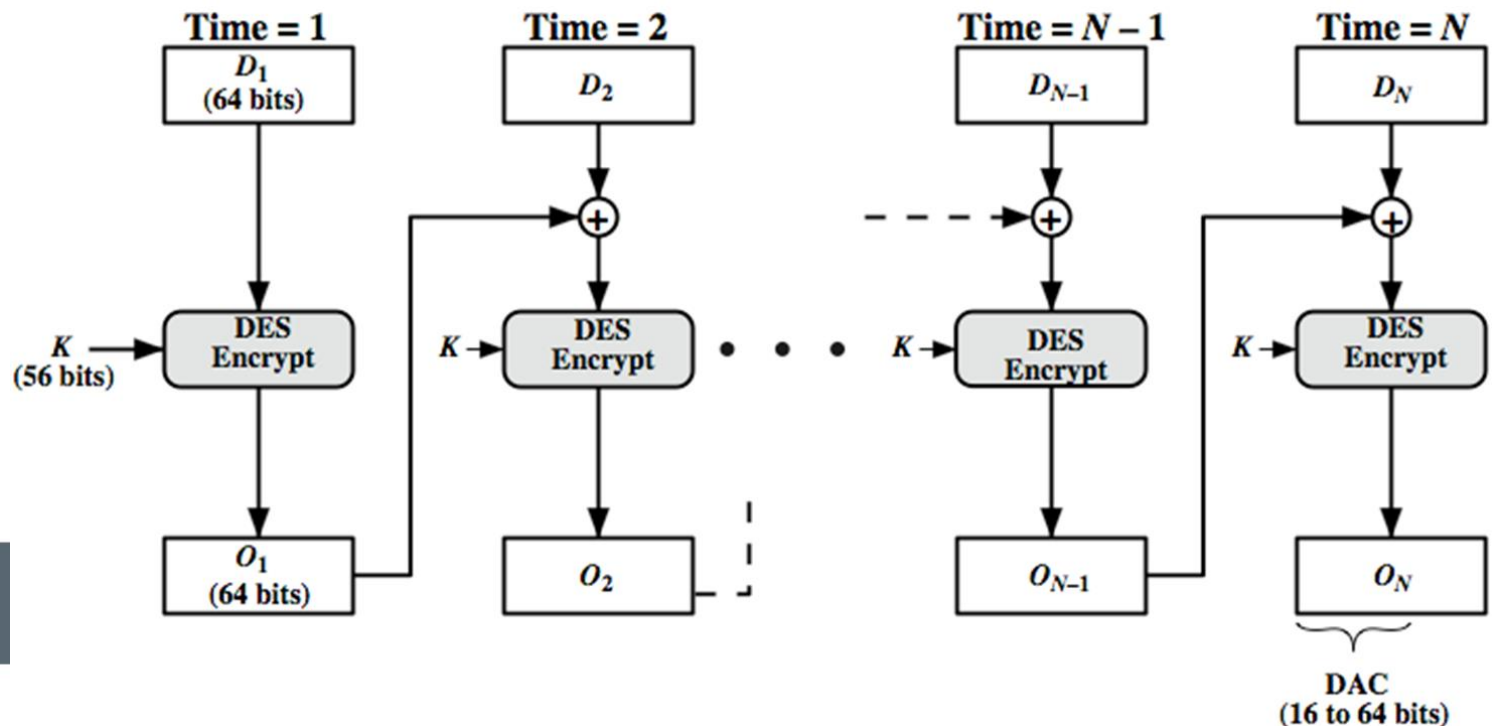 Time = 1
Time = 2
Time = N – 1
Time = N
D₁
(64 bits)
D₂
Dₙ₋₁
Dₙ
+
+
+
K
(56 bits)
DES
Encrypt
K
DES
Encrypt
• • •
K
DES
Encrypt
K
DES
Encrypt
O₁
(64 bits)
O₂
Oₙ₋₁
Oₙ
DAC
(16 to 64 bits)